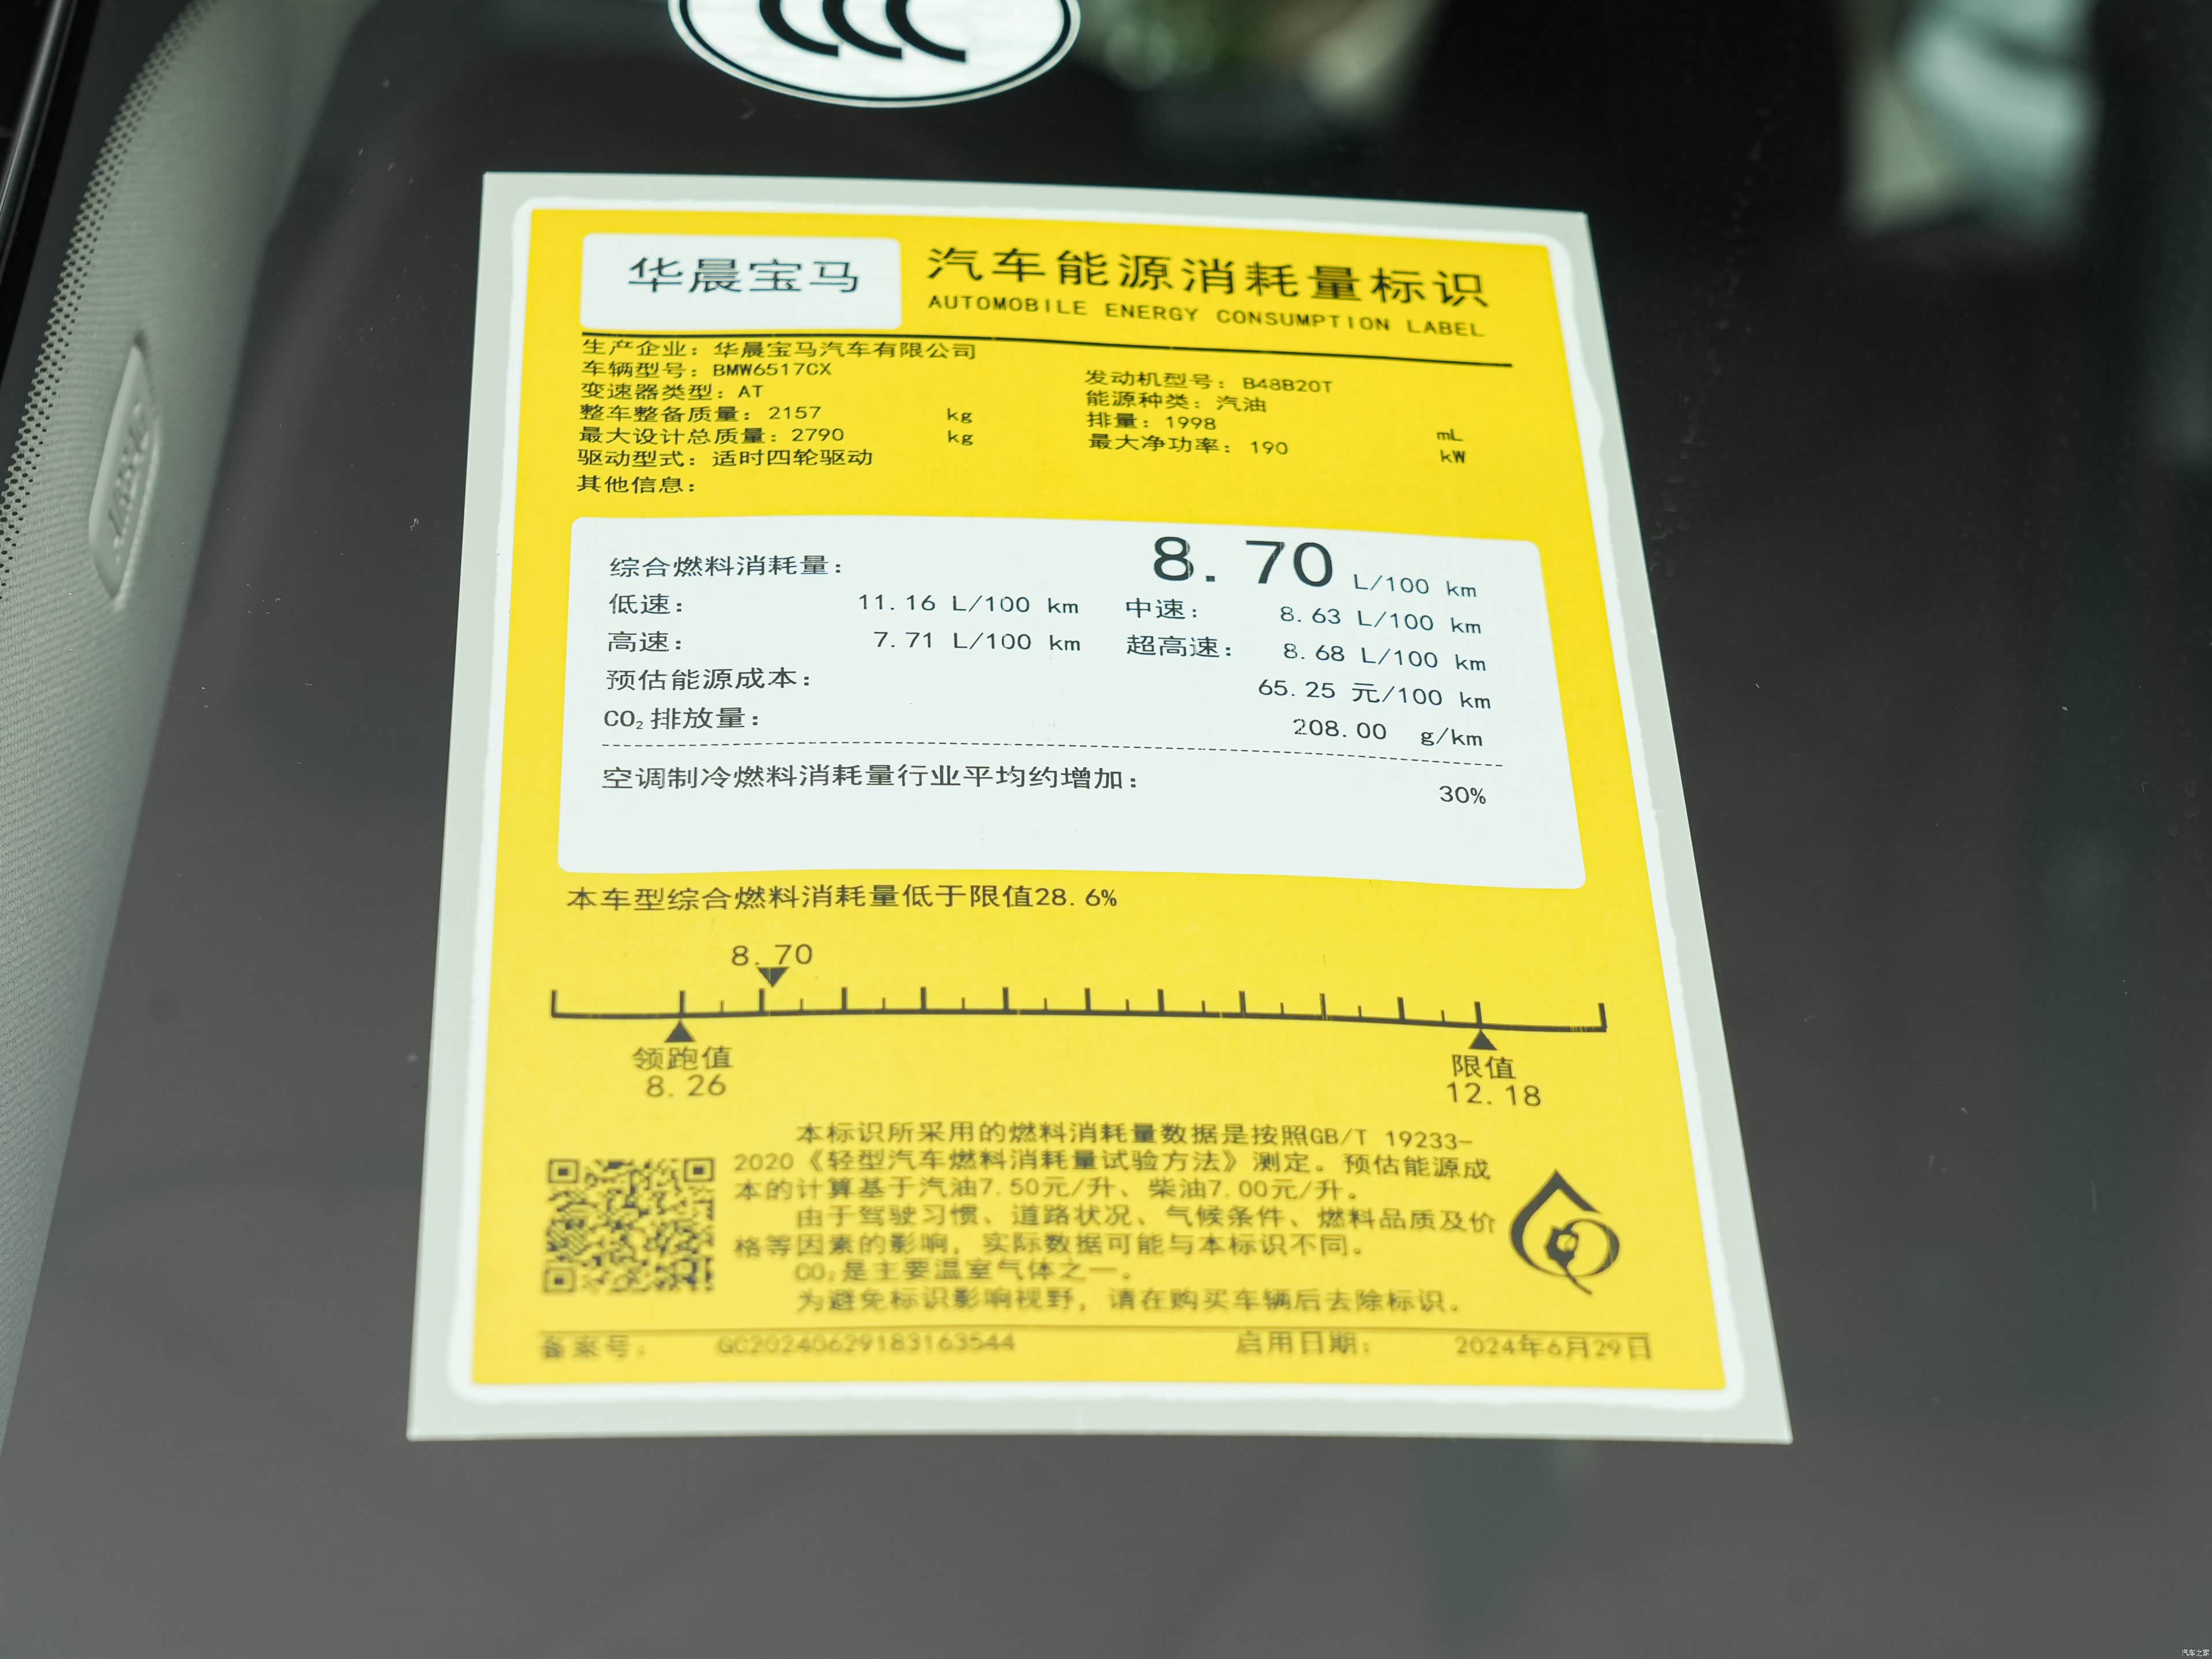 CCC
华晨宝马
汽车能源消耗量标识
AUTOMOBILE ENERGY CONSUMPTION LABEL
生产企业：华晨宝马汽车有限公司
车辆型号：BMW6517CX
发动机型号：B48B20T
变速器类型：AT
能源种类：汽油
整车整备质量：2157 kg
排量：1998 mL
最大设计总质量：2790 kg
最大净功率：190 kW
驱动型式：适时四轮驱动
其他信息：
综合燃料消耗量： 8.70 L/100 km
低速： 11.16 L/100 km 中速： 8.63 L/100 km
高速： 7.71 L/100 km 超高速： 8.68 L/100 km
预估能源成本： 65.25 元/100 km
CO₂排放量： 208.00 g/km
空调制冷燃料消耗量行业平均约增加： 30%
本车型综合燃料消耗量低于限值28.6%
8.70
领跑值
8.26
限值
12.18
本标识所采用的燃料消耗量数据是按照GB/T 19233-
2020《轻型汽车燃料消耗量试验方法》测定。预估能源成
本的计算基于汽油7.50元/升、柴油7.00元/升。
由于驾驶习惯、道路状况、气候条件、燃料品质及价
格等因素的影响，实际数据可能与本标识不同。
CO₂是主要温室气体之一。
为避免标识影响视野，请在购买车辆后去除标识。
备案号： GC20240629183163544 启用日期： 2024年6月29日
汽车之家